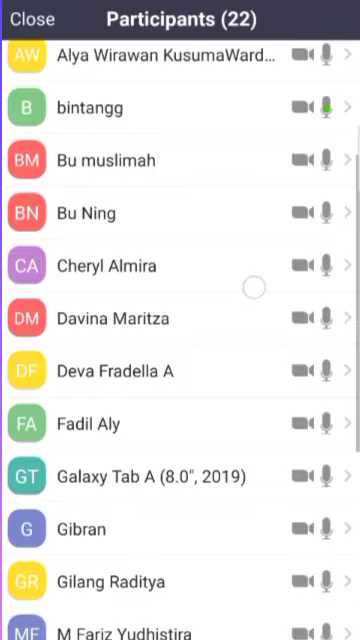 Close Participants (22)
AW Alya Wirawan KusumaWard...
B bintangg
BM Bu muslimah
BN Bu Ning
CA Cheryl Almira
DM Davina Maritza
DF Deva Fradella A
FA Fadil Aly
GT Galaxy Tab A (8.0", 2019)
G Gibran
GR Gilang Raditya
MF M Fariz Yudhistira